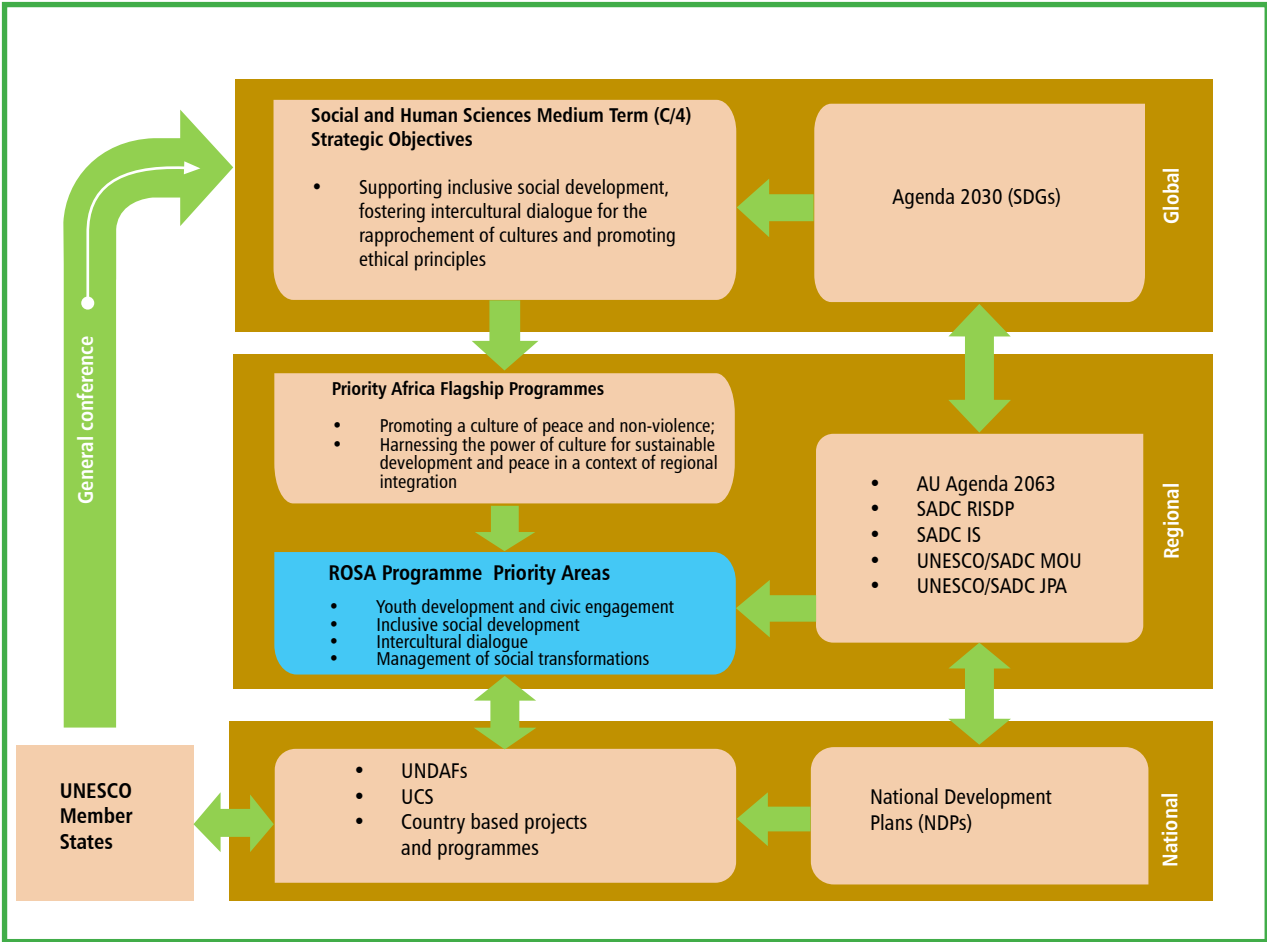 Social and Human Sciences Medium Term (C/4)
Strategic Objectives
• Supporting inclusive social development,
fostering intercultural dialogue for the
rapprochement of cultures and promoting
ethical principles
Agenda 2030 (SDGs)
Global
General conference
Priority Africa Flagship Programmes
• Promoting a culture of peace and non-violence;
• Harnessing the power of culture for sustainable
development and peace in a context of regional
integration
ROSA Programme Priority Areas
• Youth development and civic engagement
• Inclusive social development
• Intercultural dialogue
• Management of social transformations
• AU Agenda 2063
• SADC RISDP
• SADC IS
• UNESCO/SADC MOU
• UNESCO/SADC JPA
Regional
UNESCO
Member
States
• UNDAFs
• UCS
• Country based projects
and programmes
National Development
Plans (NDPs)
National